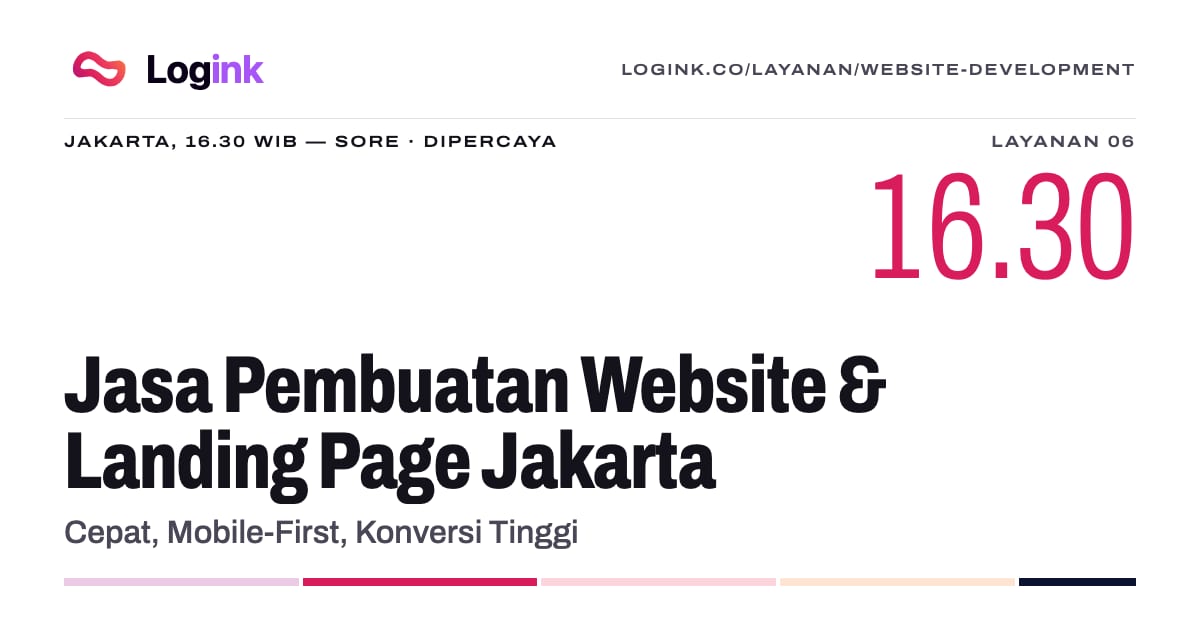 Logink
LOGINK.CO/LAYANAN/WEBSITE-DEVELOPMENT
JAKARTA, 16.30 WIB — SORE · DIPERCAYA
LAYANAN 06
16.30
Jasa Pembuatan Website &
Landing Page Jakarta
Cepat, Mobile-First, Konversi Tinggi